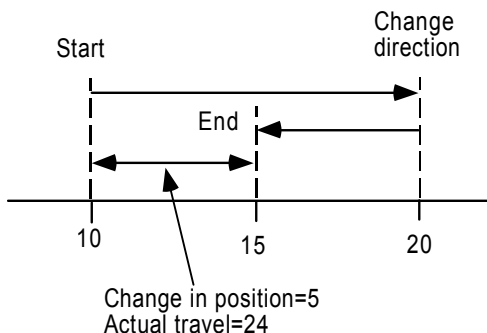 Start
Change
direction
End
10
15
20
Change in position=5
Actual travel=24